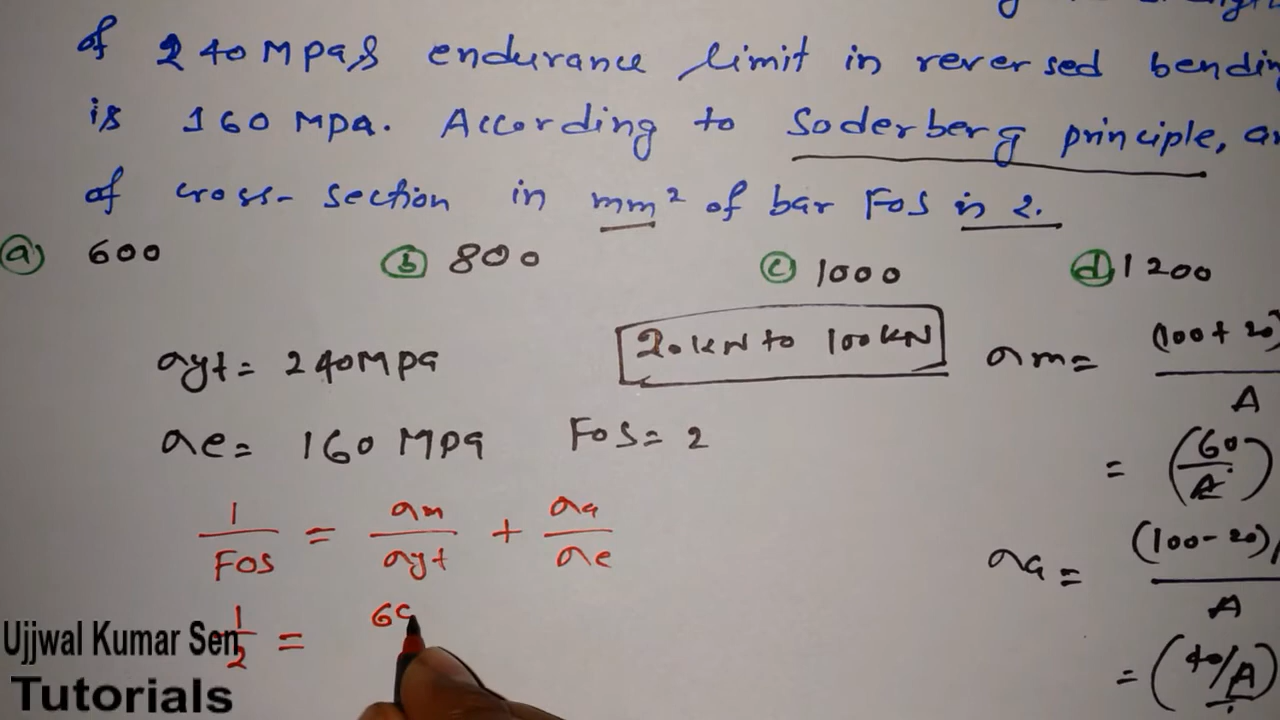 of 240 Mpa & endurance limit in reversed bendin
is 160 Mpa. According to Soderberg principle,
of cross-section in mm² of bar FoS is 2.
(a) 600 (b) 800 (c) 1000 (d) 1200
σyt = 240 Mpa
20 kN to 100 kN
σm = (100 + 20)
A
σe = 160 Mpa FoS = 2
= (60/A)
1/FOS = σm/σyt + σa/σe
σa = (100 - 20)/
A
1/2 = 60
= (40/A)
Ujjwal Kumar Sen
Tutorials